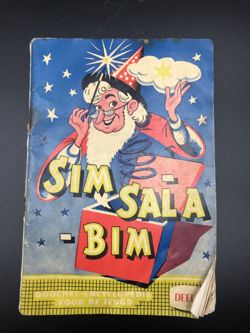 SIM
- SALA
- BIM
GOOCHEL-ENCYCLOPEDIE
VOOR DE JEUGD
DEEL